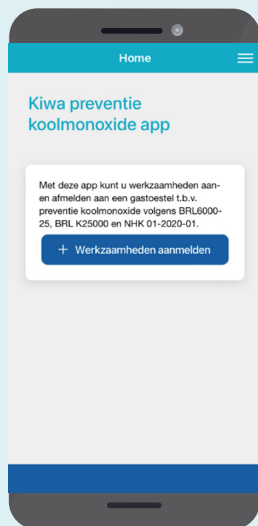 Home
Kiwa preventie
koolmonoxide app
Met deze app kunt u werkzaamheden aan-
en afmelden aan een gastoestel t.b.v.
preventie koolmonoxide volgens BRL6000-
25, BRL K25000 en NHK 01-2020-01.
+ Werkzaamheden aanmelden